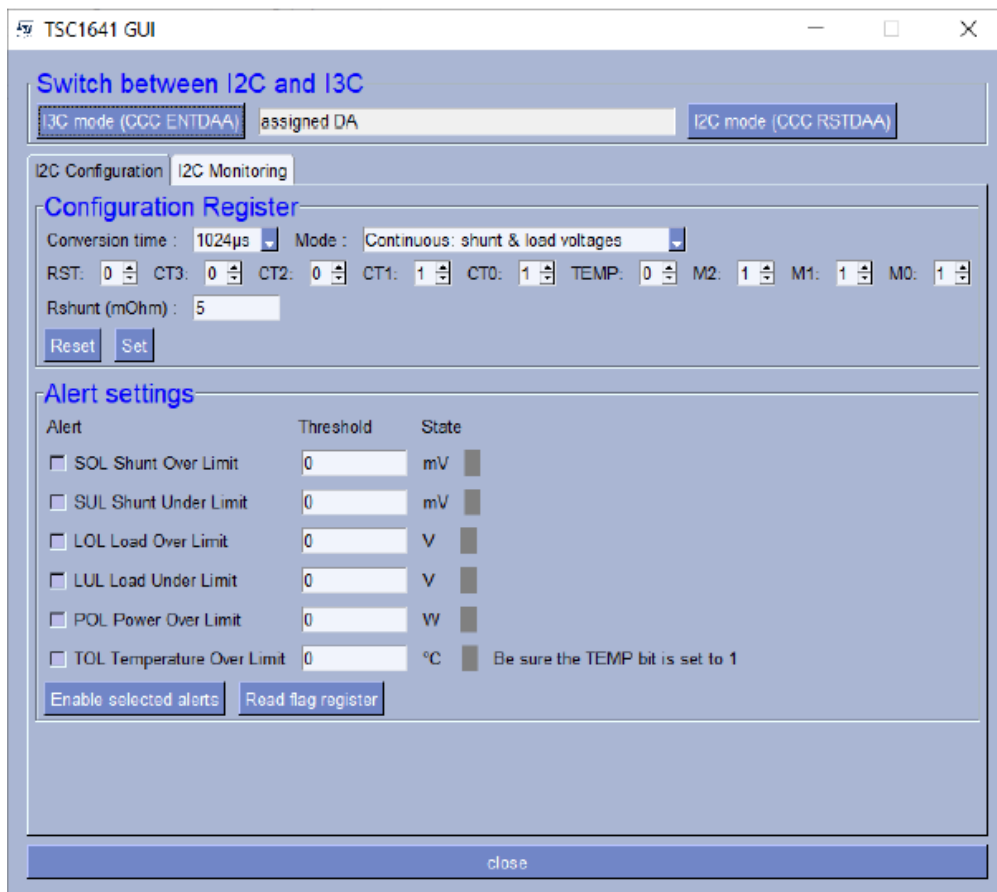 TSC1641 GUI
Switch between I2C and I3C
I3C mode (CCC ENTDAA) assigned DA I2C mode (CCC RSTDAA)
I2C Configuration I2C Monitoring
Configuration Register
Conversion time : 1024µs Mode : Continuous: shunt & load voltages
RST: 0 CT3: 0 CT2: 0 CT1: 1 CT0: 1 TEMP: 0 M2: 1 M1: 1 M0: 1
Rshunt (mOhm) : 5
Reset Set
Alert settings
Alert Threshold State
SOL Shunt Over Limit 0 mV
SUL Shunt Under Limit 0 mV
LOL Load Over Limit 0 V
LUL Load Under Limit 0 V
POL Power Over Limit 0 W
TOL Temperature Over Limit 0 °C Be sure the TEMP bit is set to 1
Enable selected alerts Read flag register
close